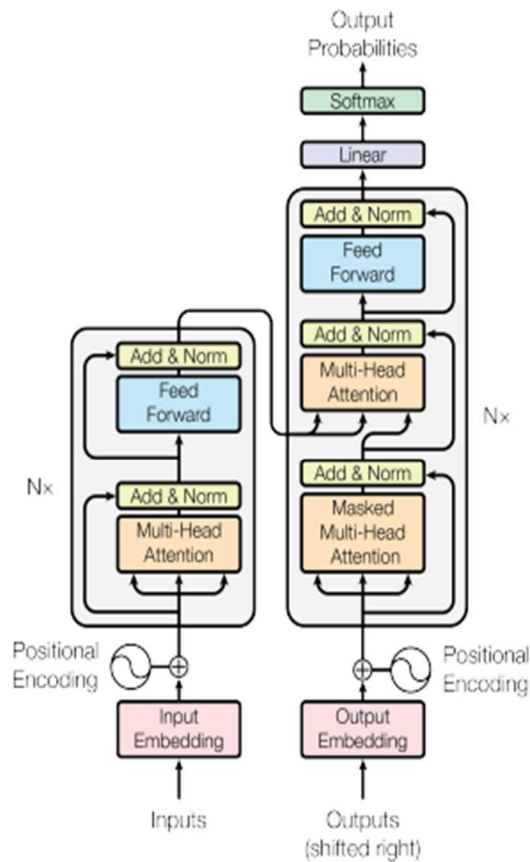 Output
Probabilities
Softmax
Linear
Add & Norm
Feed
Forward
Add & Norm
Multi-Head
Attention
Nx
Add & Norm
Masked
Multi-Head
Attention
Positional
Encoding
Output
Embedding
Outputs
(shifted right)
Add & Norm
Feed
Forward
Nx
Add & Norm
Multi-Head
Attention
Positional
Encoding
Input
Embedding
Inputs